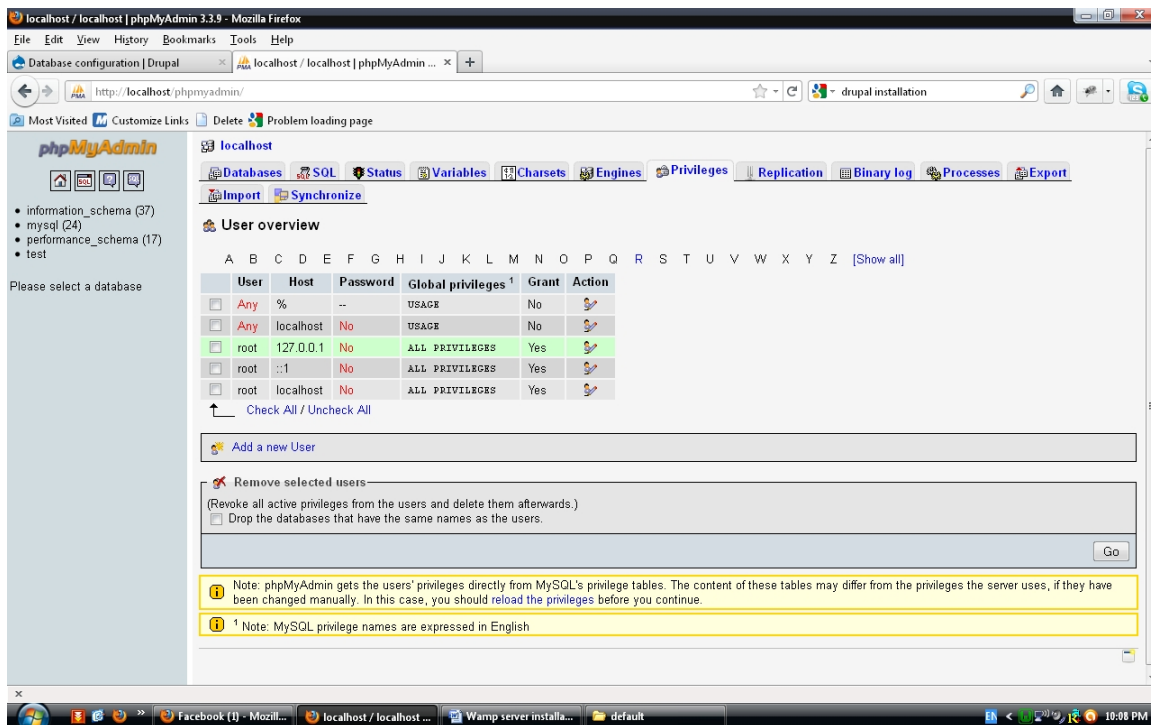 localhost / localhost | phpMyAdmin 3.3.9 - Mozilla Firefox
File Edit View History Bookmarks Tools Help
Database configuration | Drupal × localhost / localhost | phpMyAdmin ... × +
http://localhost/phpmyadmin/ drupal installation
Most Visited Customize Links Delete Problem loading page
phpMyAdmin
SQL
information_schema (37)
mysql (24)
performance_schema (17)
test
Please select a database
localhost
Databases SQL Status Variables Charsets Engines Privileges Replication Binary log Processes Export
Import Synchronize
User overview
A B C D E F G H I J K L M N O P Q R S T U V W X Y Z [Show all]
User Host Password Global privileges 1 Grant Action
Any % -- USAGE No
Any localhost No USAGE No
root 127.0.0.1 No ALL PRIVILEGES Yes
root ::1 No ALL PRIVILEGES Yes
root localhost No ALL PRIVILEGES Yes
Check All / Uncheck All
Add a new User
Remove selected users
(Revoke all active privileges from the users and delete them afterwards.)
Drop the databases that have the same names as the users.
Go
Note: phpMyAdmin gets the users' privileges directly from MySQL's privilege tables. The content of these tables may differ from the privileges the server uses, if they have
been changed manually. In this case, you should reload the privileges before you continue.
1 Note: MySQL privilege names are expressed in English
×
» Facebook (1) - Mozill... localhost / localhost ... Wamp server installa... default EN < 10:08 PM